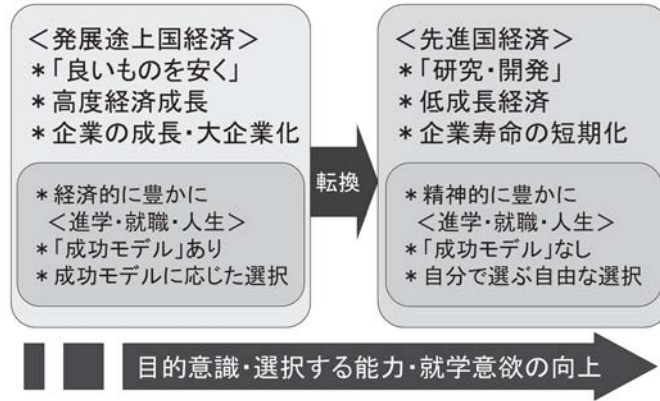 ＜発展途上国経済＞
＊「良いものを安く」
＊高度経済成長
＊企業の成長・大企業化
＊経済的に豊かに
＜進学・就職・人生＞
＊「成功モデル」あり
＊成功モデルに応じた選択
転換
＜先進国経済＞
＊「研究・開発」
＊低成長経済
＊企業寿命の短期化
＊精神的に豊かに
＜進学・就職・人生＞
＊「成功モデル」なし
＊自分で選ぶ自由な選択
目的意識・選択する能力・就学意欲の向上